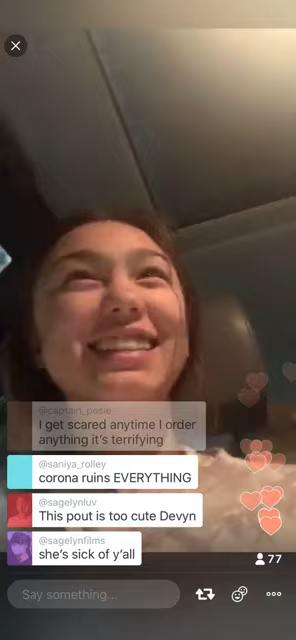 @captain_posie
I get scared anytime I order
anything it's terrifying
@saniya_rolley
corona ruins EVERYTHING
@sagelynluv
This pout is too cute Devyn
@sagelynfilms
she's sick of y'all
77
Say something...